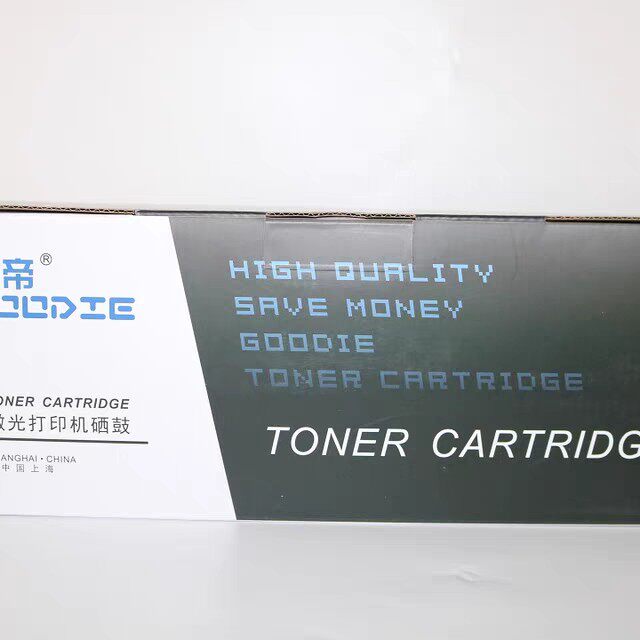 帝®
OODIE
HIGH QUALITY
SAVE MONEY
GOODIE
TONER CARTRIDGE
ONER CARTRIDGE
激光打印机硒鼓
ANGHAI·CHINA
中国上海
TONER CARTRIDG